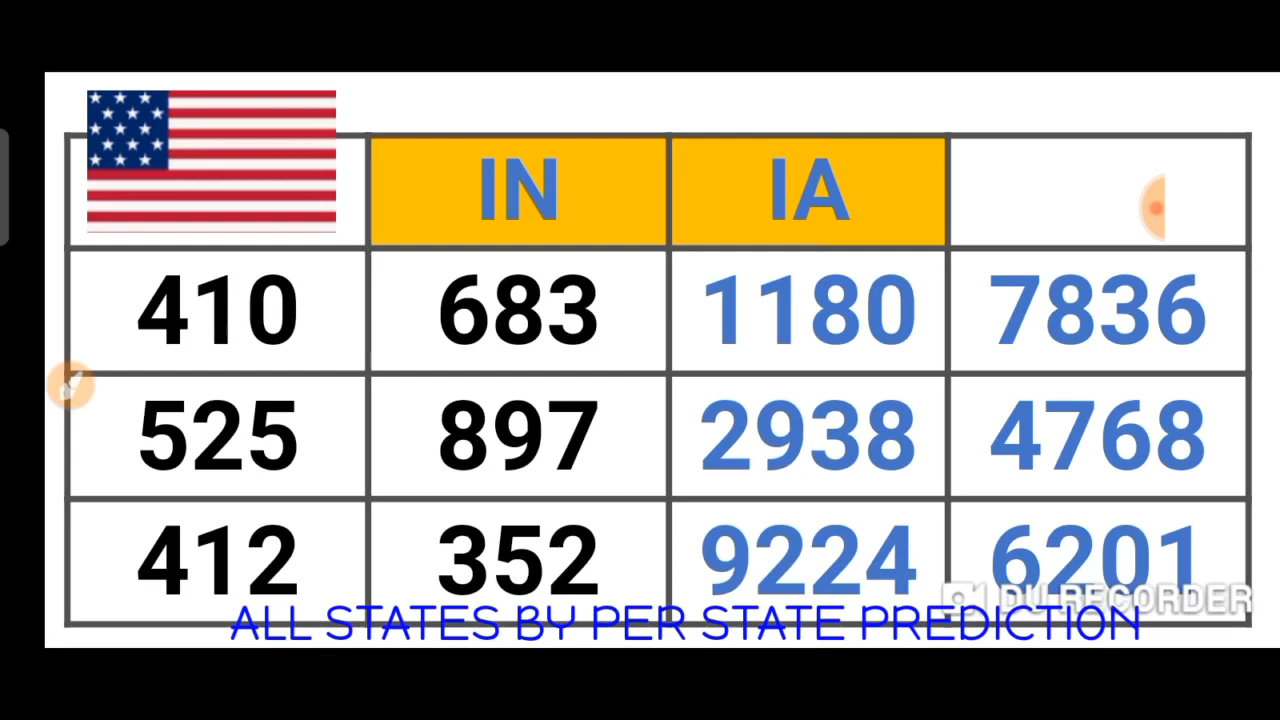 IN IA
410 683 1180 7836
525 897 2938 4768
412 352 9224 6201
DU RECORDER
ALL STATES BY PER STATE PREDICTION